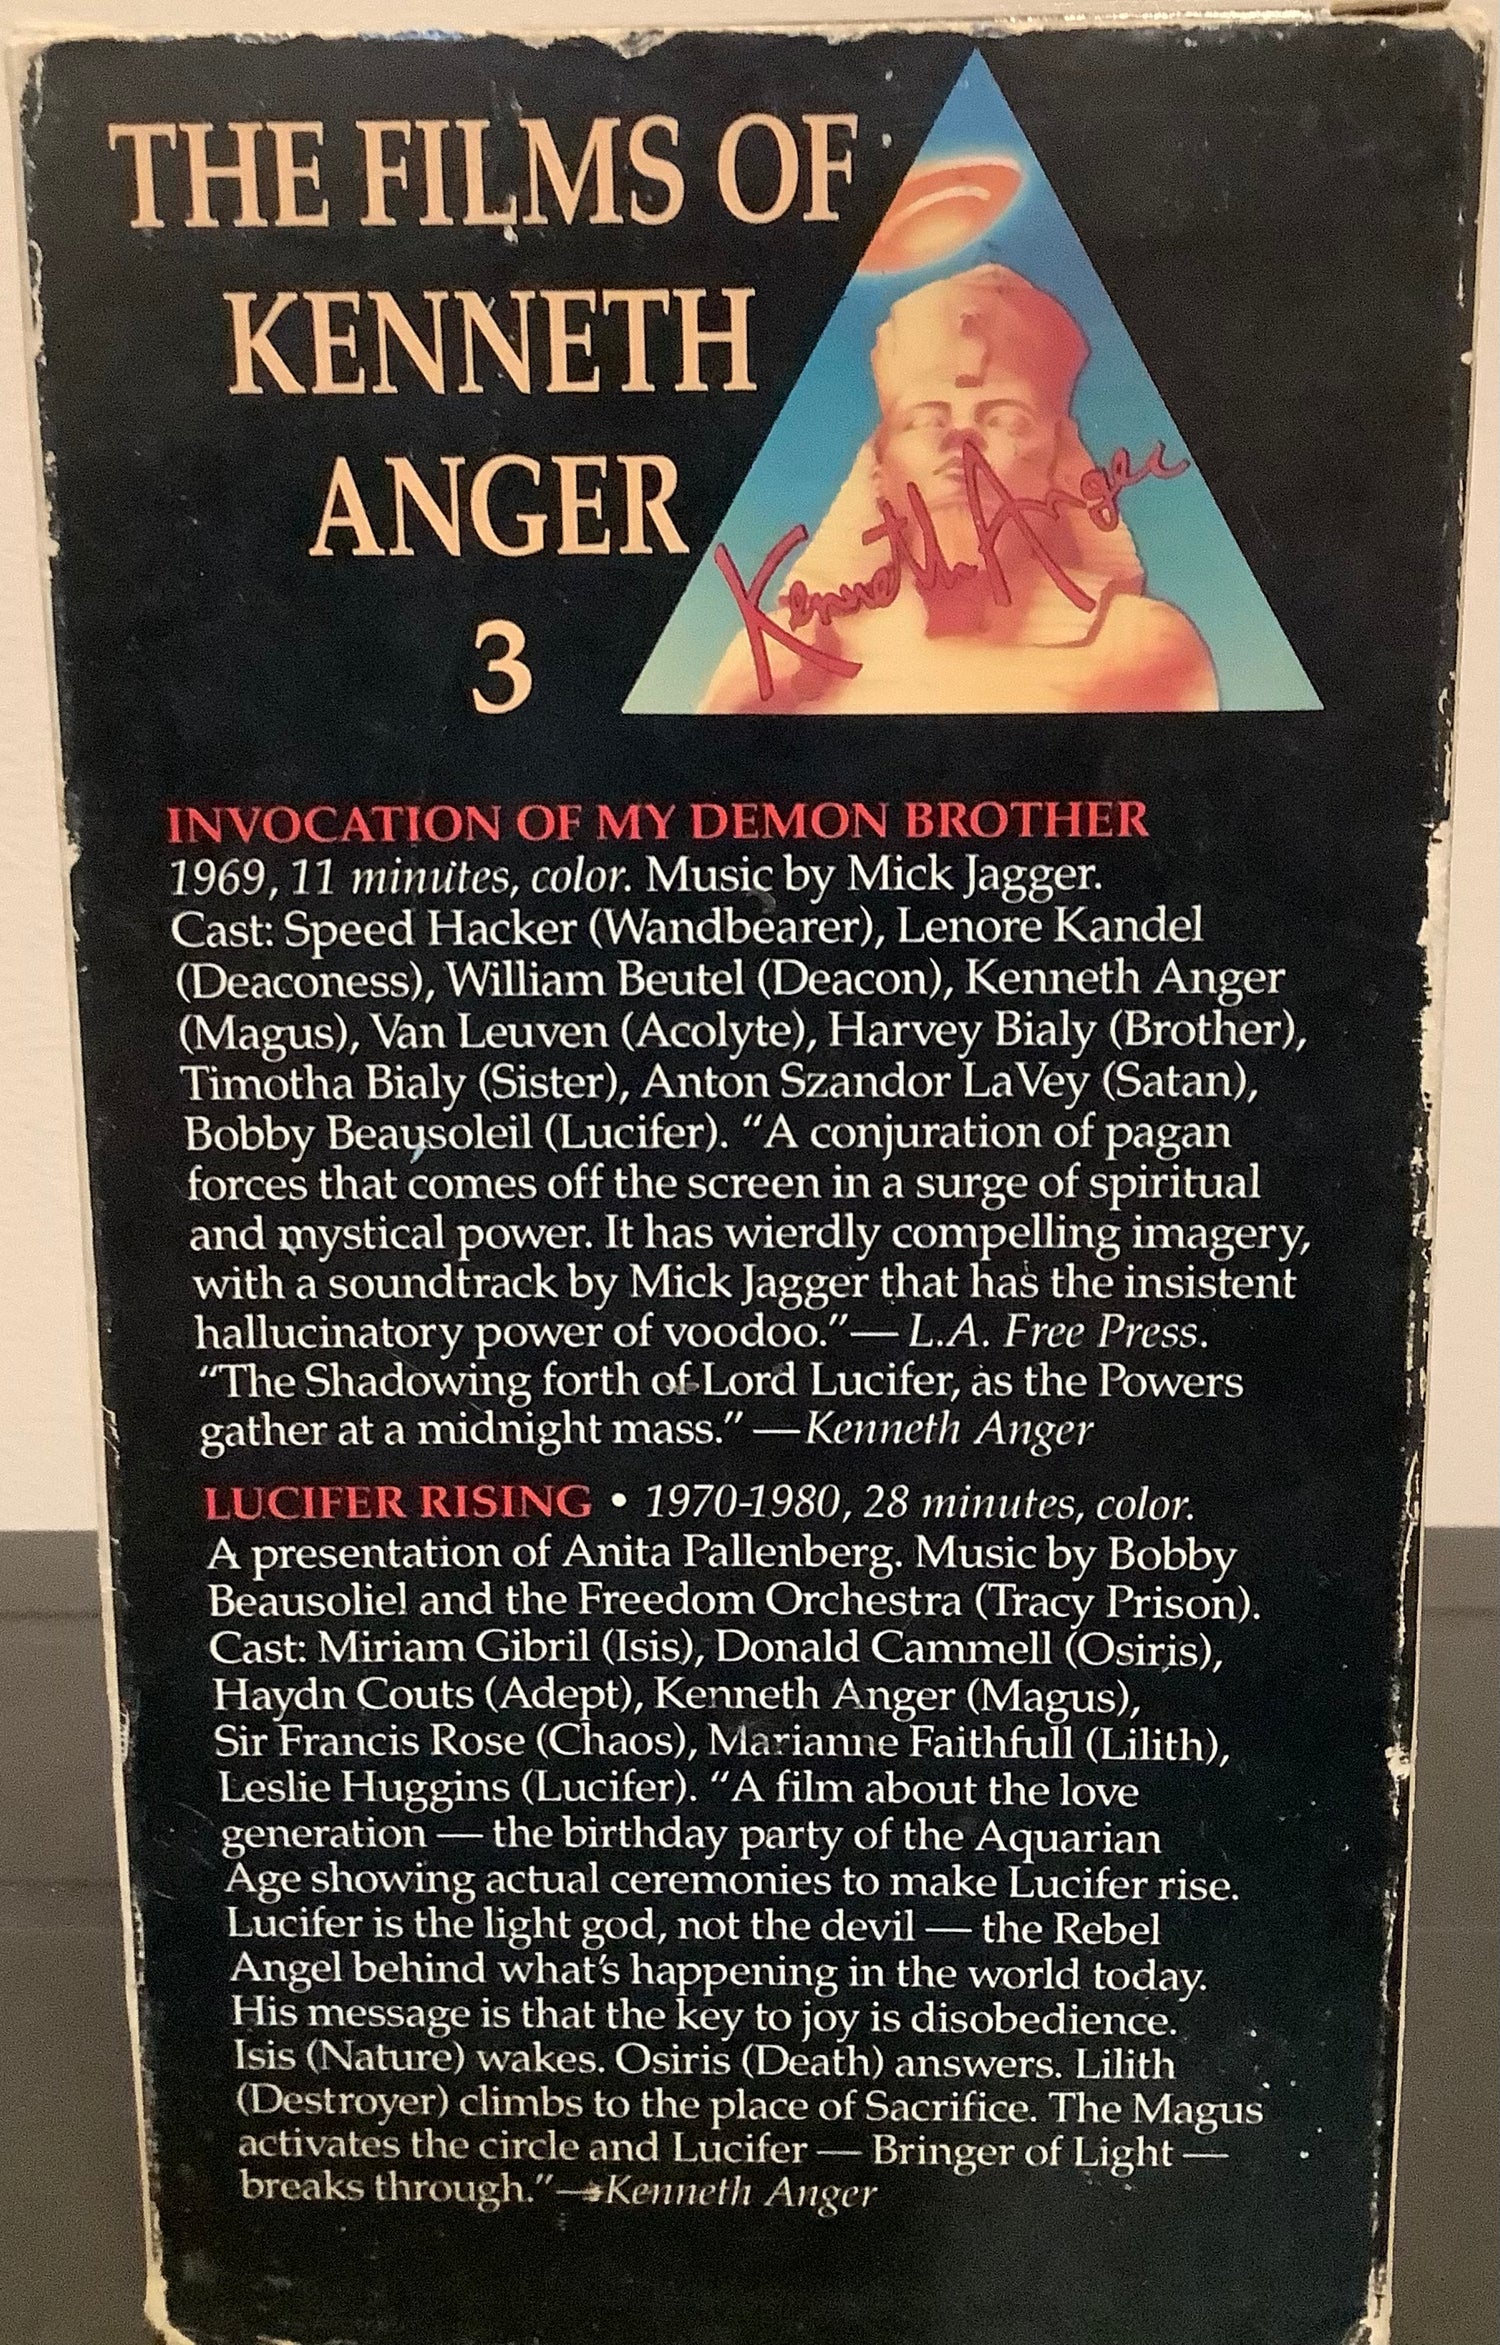 THE FILMS OF
KENNETH
ANGER
3
Kenneth Anger
INVOCATION OF MY DEMON BROTHER
1969, 11 minutes, color. Music by Mick Jagger.
Cast: Speed Hacker (Wandbearer), Lenore Kandel
(Deaconess), William Beutel (Deacon), Kenneth Anger
(Magus), Van Leuven (Acolyte), Harvey Bialy (Brother),
Timotha Bialy (Sister), Anton Szandor LaVey (Satan),
Bobby Beausoleil (Lucifer). "A conjuration of pagan
forces that comes off the screen in a surge of spiritual
and mystical power. It has wierdly compelling imagery,
with a soundtrack by Mick Jagger that has the insistent
hallucinatory power of voodoo."—L.A. Free Press.
"The Shadowing forth of Lord Lucifer, as the Powers
gather at a midnight mass."—Kenneth Anger
LUCIFER RISING • 1970-1980, 28 minutes, color.
A presentation of Anita Pallenberg. Music by Bobby
Beausoliel and the Freedom Orchestra (Tracy Prison).
Cast: Miriam Gibril (Isis), Donald Cammell (Osiris),
Haydn Couts (Adept), Kenneth Anger (Magus),
Sir Francis Rose (Chaos), Marianne Faithfull (Lilith),
Leslie Huggins (Lucifer). "A film about the love
generation — the birthday party of the Aquarian
Age showing actual ceremonies to make Lucifer rise.
Lucifer is the light god, not the devil — the Rebel
Angel behind what's happening in the world today.
His message is that the key to joy is disobedience.
Isis (Nature) wakes. Osiris (Death) answers. Lilith
(Destroyer) climbs to the place of Sacrifice. The Magus
activates the circle and Lucifer — Bringer of Light —
breaks through."—Kenneth Anger